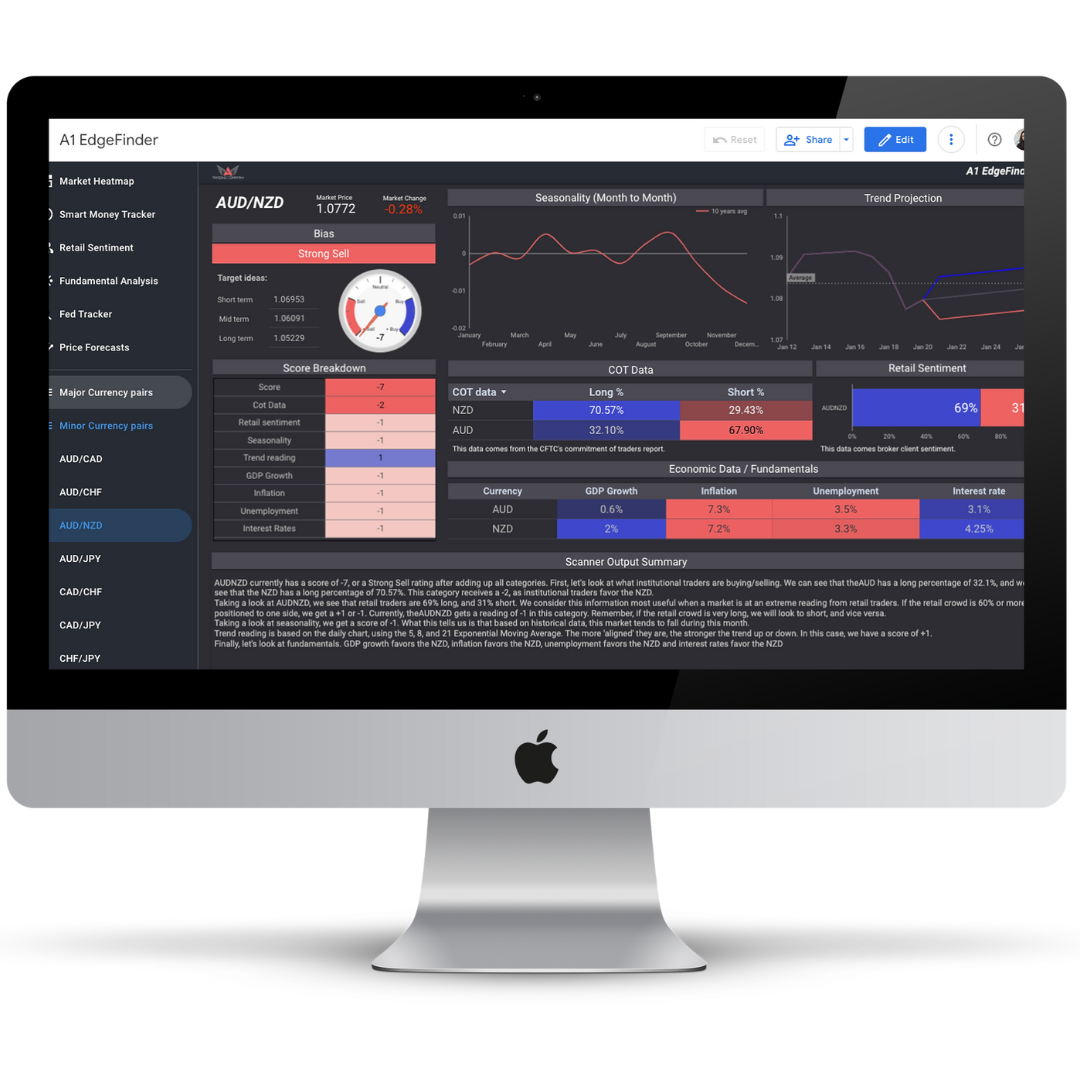 A1 EdgeFinder
Reset
Share
Edit
Market Heatmap
Smart Money Tracker
Retail Sentiment
Fundamental Analysis
Fed Tracker
Price Forecasts
Major Currency pairs
Minor Currency pairs
AUD/CAD
AUD/CHF
AUD/NZD
AUD/JPY
CAD/CHF
CAD/JPY
CHF/JPY
A1 EdgeFind
AUD/NZD
Market Price
1.0772
Market Change
-0.28%
Bias
Strong Sell
Target ideas:
Short term 1.06953
Mid term 1.06091
Long term 1.05229
Neutral
Sell
Buy
Buy
-7
Score Breakdown
Score -7
Cot Data -2
Retail sentiment -1
Seasonality -1
Trend reading 1
GDP Growth -1
Inflation -1
Unemployment -1
Interest Rates -1
Seasonality (Month to Month)
10 years avg
0.01
0
-0.01
-0.02
January March May July September November
February April June August October Decem...
Trend Projection
1.1
1.09
Average
1.08
1.07
Jan 12 Jan 14 Jan 16 Jan 18 Jan 20 Jan 22 Jan 24 Jan
COT Data
COT data Long % Short %
NZD 70.57% 29.43%
AUD 32.10% 67.90%
This data comes from the CFTC's commitment of traders report.
Retail Sentiment
AUDNZD 69% 31
0% 20% 40% 60% 80%
This data comes broker client sentiment.
Economic Data / Fundamentals
Currency GDP Growth Inflation Unemployment Interest rate
AUD 0.6% 7.3% 3.5% 3.1%
NZD 2% 7.2% 3.3% 4.25%
Scanner Output Summary
AUDNZD currently has a score of -7, or a Strong Sell rating after adding up all categories. First, let's look at what institutional traders are buying/selling. We can see that theAUD has a long percentage of 32.1%, and we
see that the NZD has a long percentage of 70.57%. This category receives a -2, as institutional traders favor the NZD.
Taking a look at AUDNZD, we see that retail traders are 69% long, and 31% short. We consider this information most useful when a market is at an extreme reading from retail traders. If the retail crowd is 60% or more
positioned to one side, we get a +1 or -1. Currently, theAUDNZD gets a reading of -1 in this category. Remember, if the retail crowd is very long, we will look to short, and vice versa.
Taking a look at seasonality, we get a score of -1. What this tells us is that based on historical data, this market tends to fall during this month.
Trend reading is based on the daily chart, using the 5, 8, and 21 Exponential Moving Average. The more 'aligned' they are, the stronger the trend up or down. In this case, we have a score of +1.
Finally, let's look at fundamentals. GDP growth favors the NZD, inflation favors the NZD, unemployment favors the NZD and interest rates favor the NZD